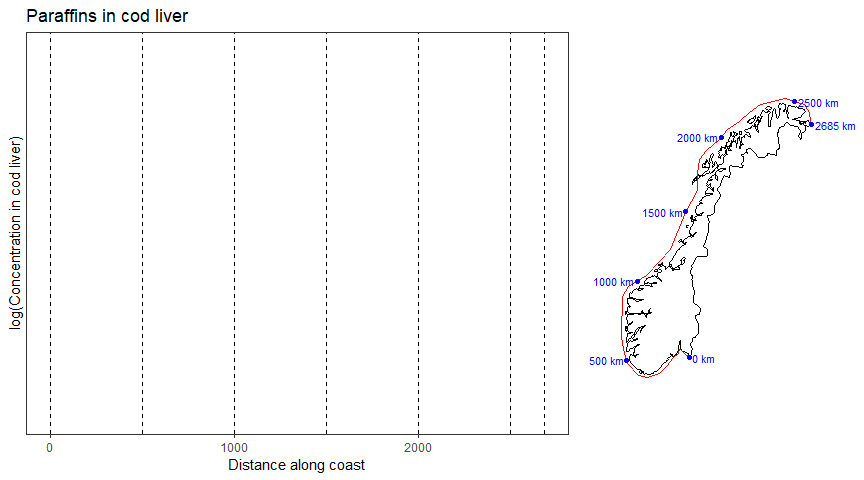 Paraffins in cod liver
log(Concentration in cod liver)
0 1000 2000
Distance along coast
2500 km
2685 km
2000 km
1500 km
1000 km
500 km
0 km